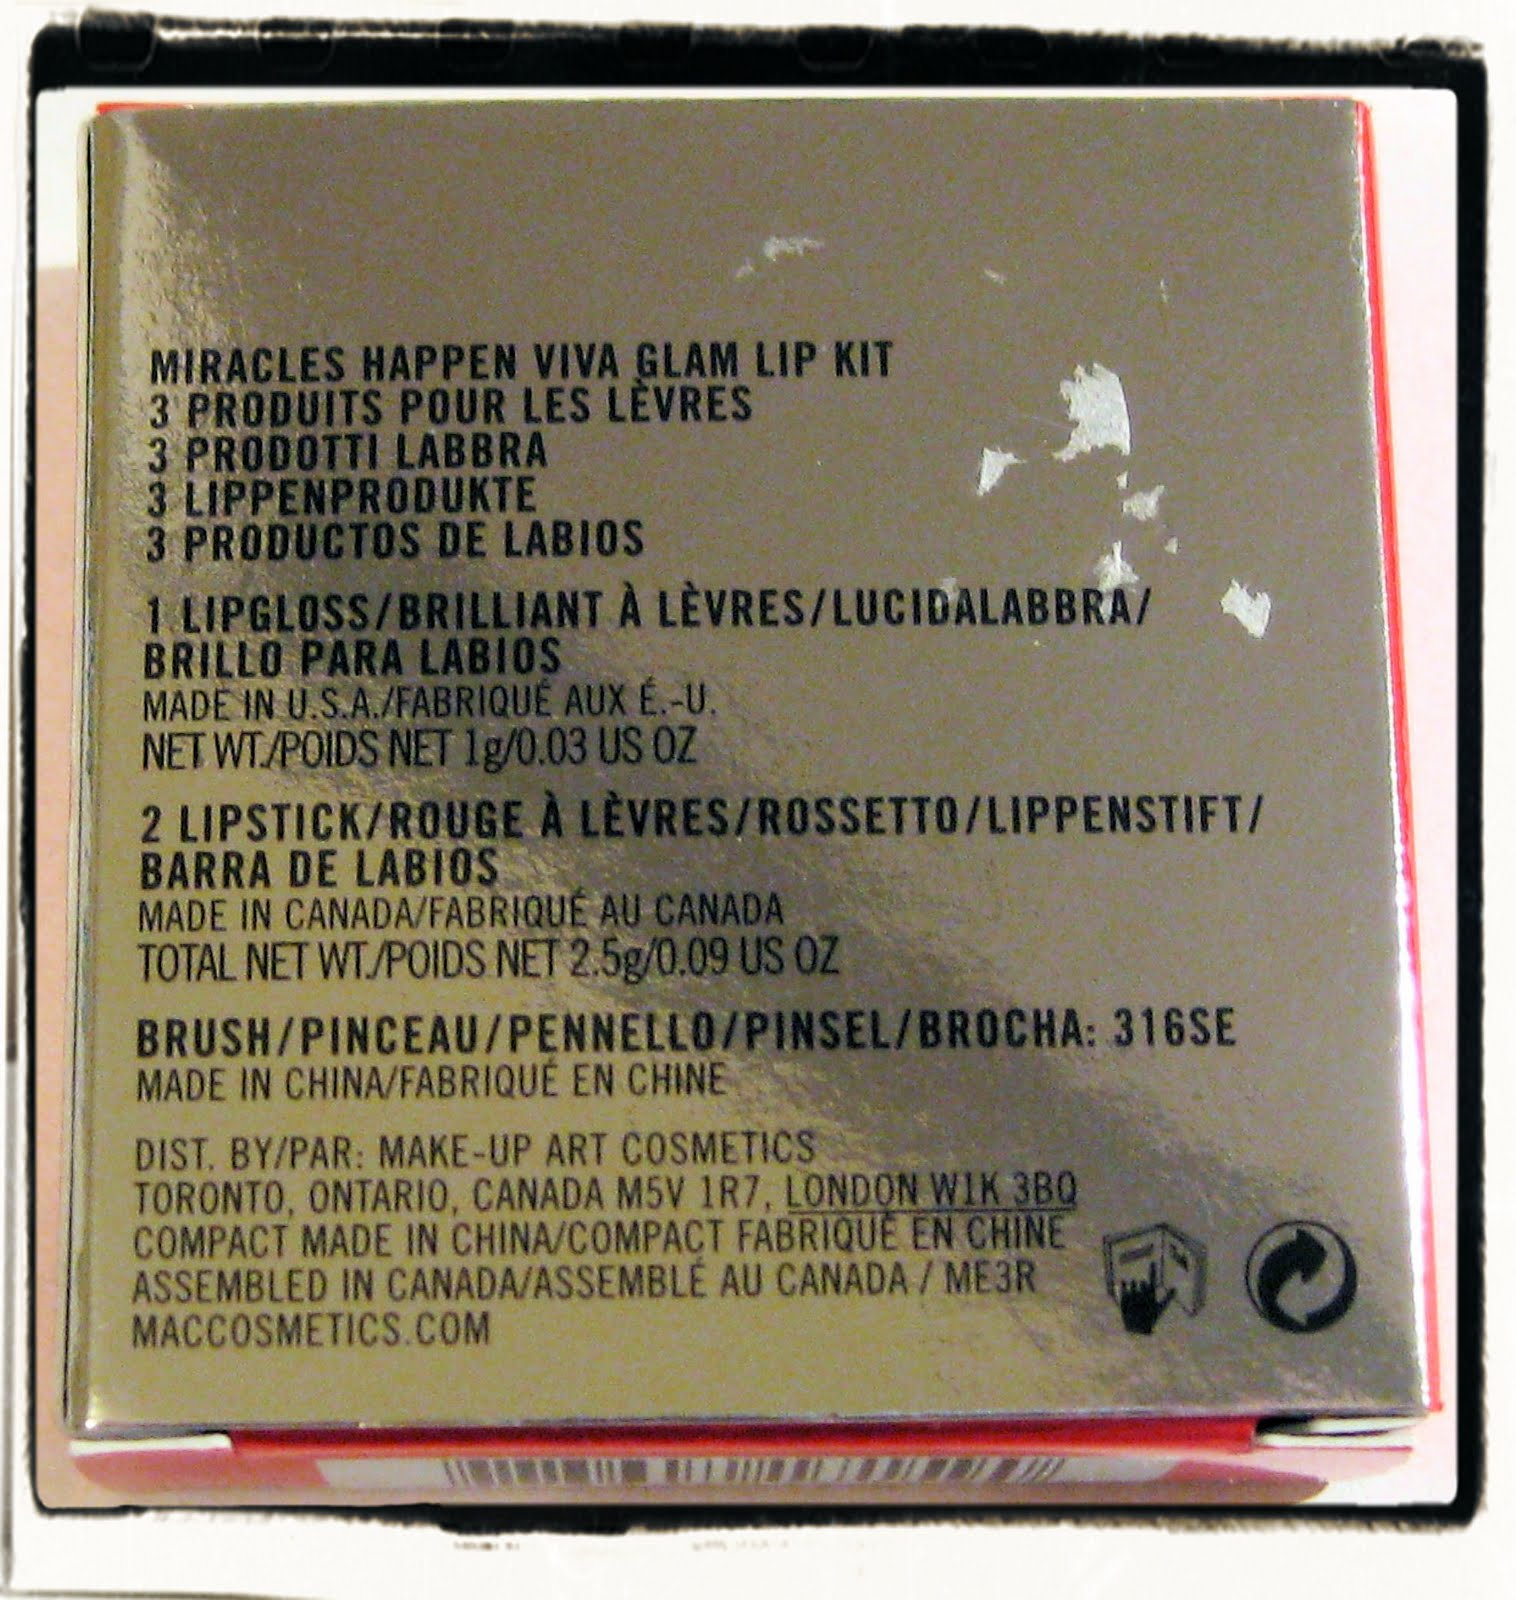 MIRACLES HAPPEN VIVA GLAM LIP KIT
3 PRODUITS POUR LES LÈVRES
3 PRODOTTI LABBRA
3 LIPPENPRODUKTE
3 PRODUCTOS DE LABIOS
1 LIPGLOSS/BRILLIANT À LÈVRES/LUCIDALABBRA/
BRILLO PARA LABIOS
MADE IN U.S.A./FABRIQUÉ AUX É.-U.
NET WT./POIDS NET 1g/0.03 US OZ
2 LIPSTICK/ROUGE À LÈVRES/ROSSETTO/LIPPENSTIFT/
BARRA DE LABIOS
MADE IN CANADA/FABRIQUÉ AU CANADA
TOTAL NET WT./POIDS NET 2.5g/0.09 US OZ
BRUSH/PINCEAU/PENNELLO/PINSEL/BROCHA: 316SE
MADE IN CHINA/FABRIQUÉ EN CHINE
DIST. BY/PAR: MAKE-UP ART COSMETICS
TORONTO, ONTARIO, CANADA M5V 1R7, LONDON W1K 3BQ
COMPACT MADE IN CHINA/COMPACT FABRIQUÉ EN CHINE
ASSEMBLED IN CANADA/ASSEMBLÉ AU CANADA / ME3R
MACCOSMETICS.COM